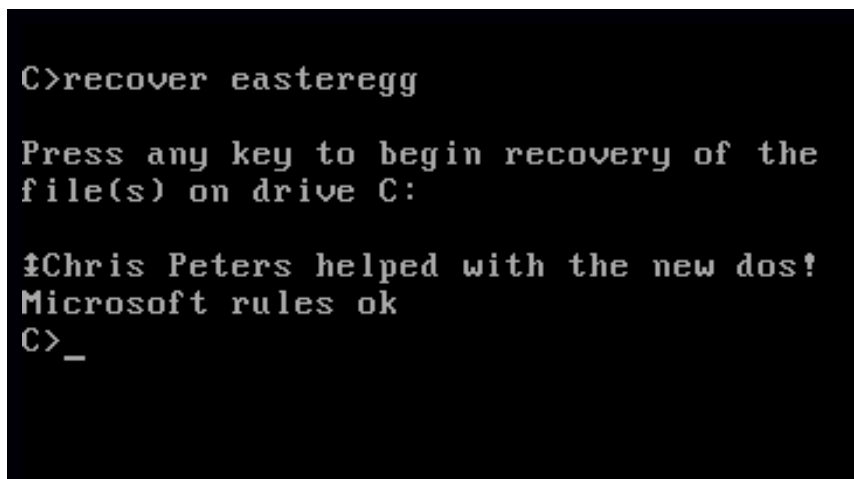 C>recover easteregg
Press any key to begin recovery of the
file(s) on drive C:
↨Chris Peters helped with the new dos!
Microsoft rules ok
C>_